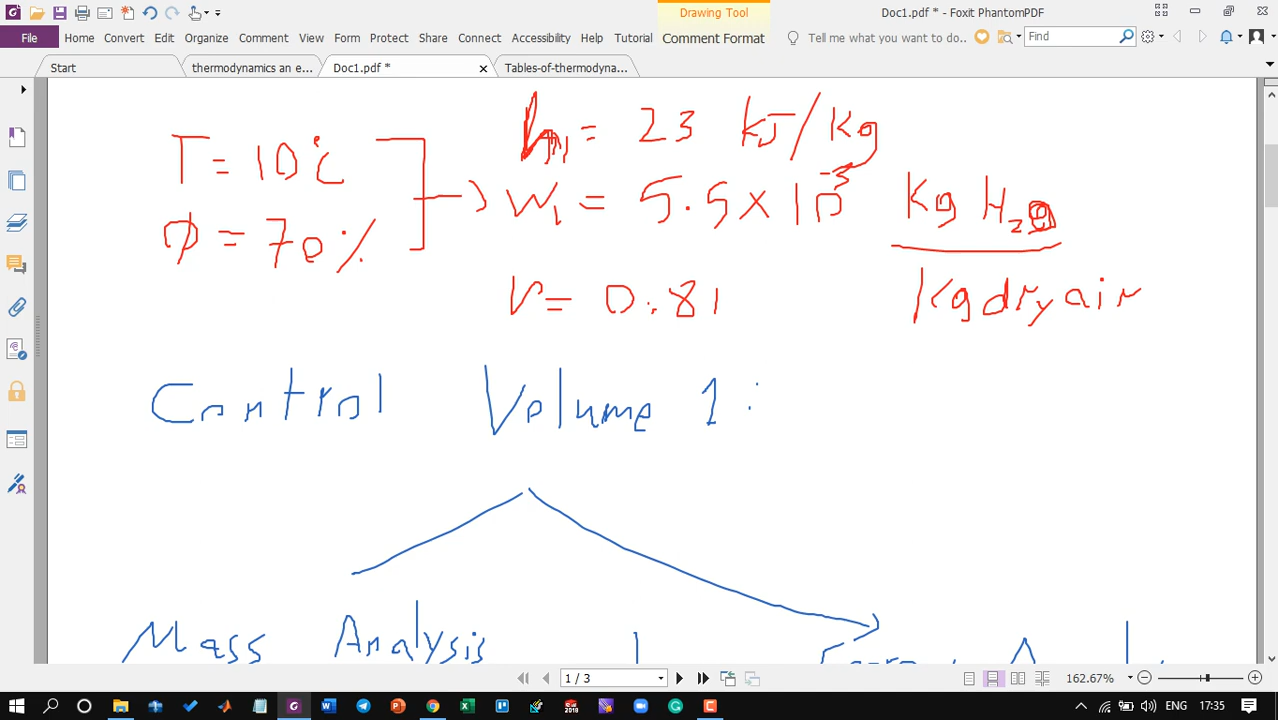 Drawing Tool
Doc1.pdf * - Foxit PhantomPDF
File Home Convert Edit Organize Comment View Form Protect Share Connect Accessibility Help Tutorial Comment Format Tell me what you want to do.. Find
Start thermodynamics an e... Doc1.pdf * Tables-of-thermodyna...
T = 10°C
φ = 70%
h₁ = 23 kJ/kg
W₁ = 5.5 × 10⁻³ Kg H₂O / Kg dry air
V = 0.81
Control Volume 1 :
Mass Analysis
1 / 3 162.67%
ENG 17:35